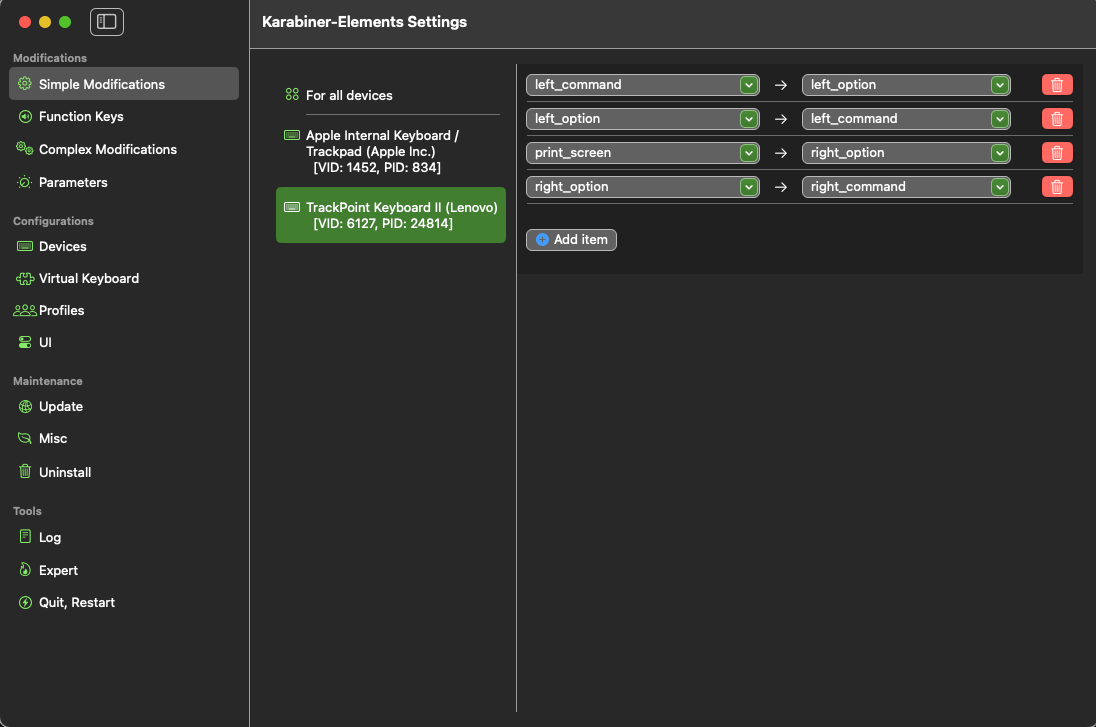 Karabiner-Elements Settings
Modifications
Simple Modifications
Function Keys
Complex Modifications
Parameters
Configurations
Devices
Virtual Keyboard
Profiles
UI
Maintenance
Update
Misc
Uninstall
Tools
Log
Expert
Quit, Restart
For all devices
Apple Internal Keyboard /
Trackpad (Apple Inc.)
[VID: 1452, PID: 834]
TrackPoint Keyboard II (Lenovo)
[VID: 6127, PID: 24814]
left_command → left_option
left_option → left_command
print_screen → right_option
right_option → right_command
Add item